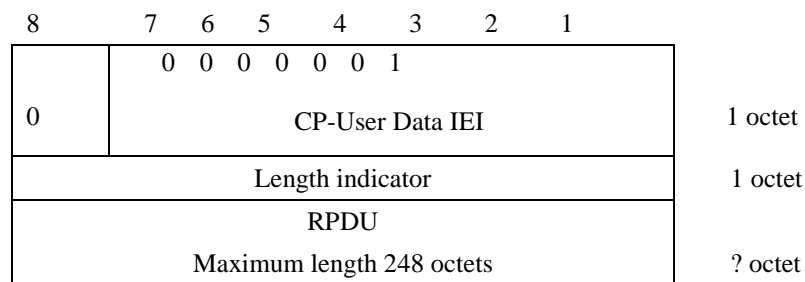 8 7 6 5 4 3 2 1
0 0 0 0 0 0 1
0 CP-User Data IEI 1 octet
Length indicator 1 octet
RPDU
Maximum length 248 octets ? octet